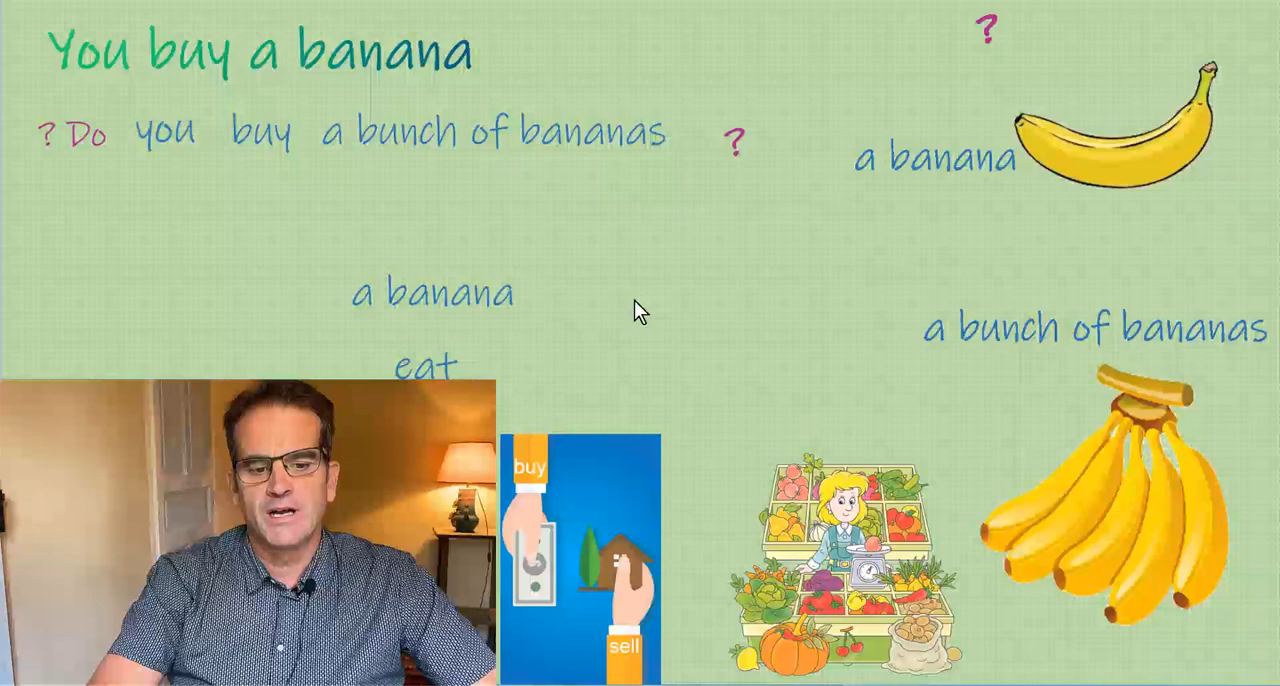 You buy a banana
?
? Do you buy a bunch of bananas ?
a banana
a banana
a bunch of bananas
eat
buy
sell